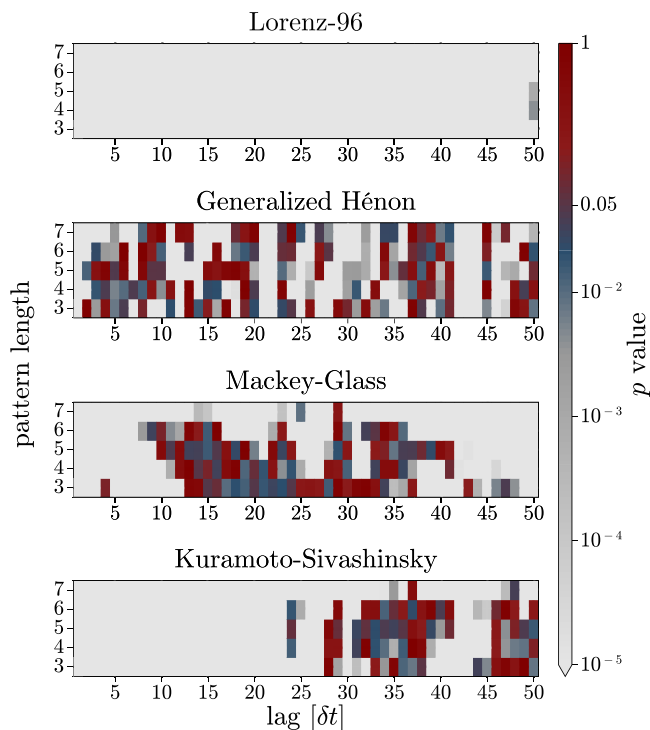 Lorenz-96
7
6
5
4
3
5 10 15 20 25 30 35 40 45 50
Generalized Hénon
7
6
5
4
3
5 10 15 20 25 30 35 40 45 50
Mackey-Glass
7
6
5
4
3
5 10 15 20 25 30 35 40 45 50
Kuramoto-Sivashinsky
7
6
5
4
3
5 10 15 20 25 30 35 40 45 50
lag [δt]
pattern length
1
0.05
10⁻²
10⁻³
10⁻⁴
10⁻⁵
p value